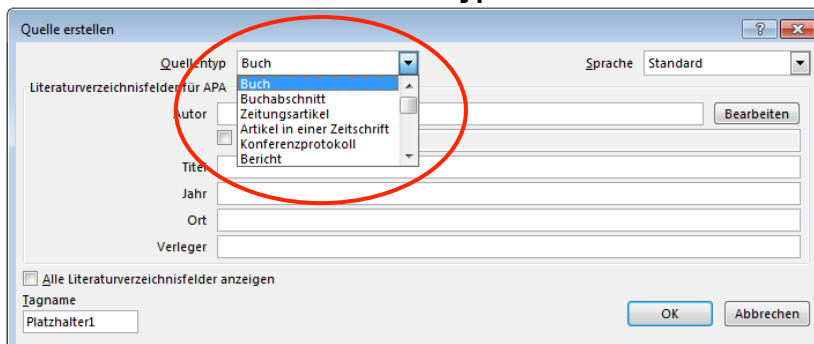 Quelle erstellen
Quellentyp Buch Sprache Standard
Literaturverzeichnisfelder für APA
Buch
Buchabschnitt
Zeitungsartikel
Artikel in einer Zeitschrift
Konferenzprotokoll
Bericht
Autor Bearbeiten
Titel
Jahr
Ort
Verleger
Alle Literaturverzeichnisfelder anzeigen
Tagname
Platzhalter1
OK Abbrechen